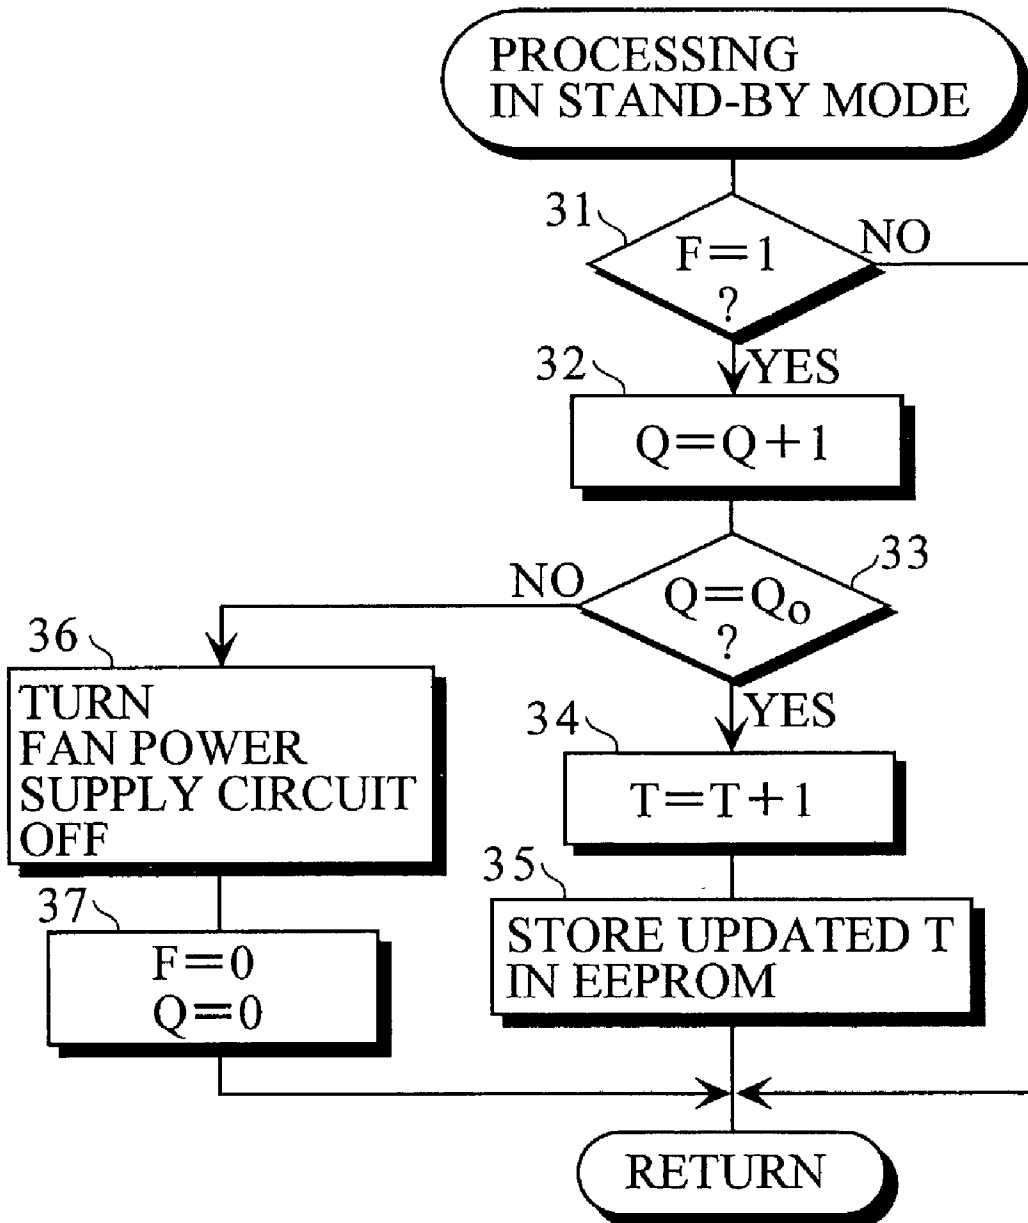 PROCESSING
IN STAND-BY MODE
31
NO
F=1
?
YES
32
Q=Q+1
33
NO
Q=Q₀
?
YES
36
TURN
FAN POWER
SUPPLY CIRCUIT
OFF
34
T=T+1
35
STORE UPDATED T
IN EEPROM
37
F=0
Q=0
RETURN